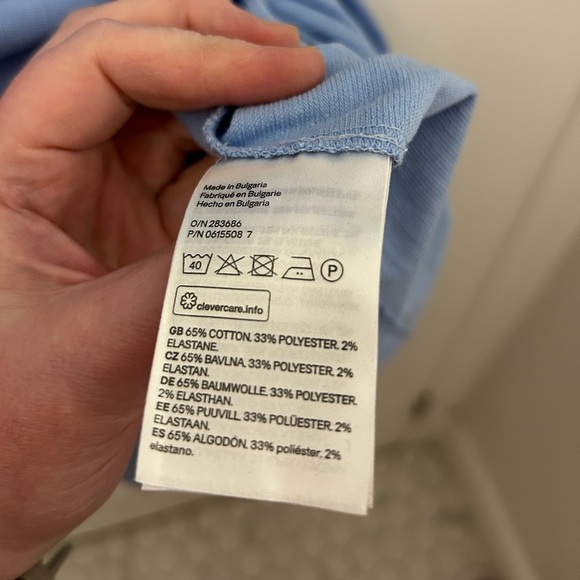 Made in Bulgaria
Fabriqué en Bulgarie
Hecho en Bulgaria
O/N 283686
P/N 0615508 7
40 P
clevercare.info
GB 65% COTTON. 33% POLYESTER. 2%
ELASTANE.
CZ 65% BAVLNA. 33% POLYESTER. 2%
ELASTAN.
DE 65% BAUMWOLLE. 33% POLYESTER.
2% ELASTHAN.
EE 65% PUUVILL. 33% POLÜESTER. 2%
ELASTAAN.
ES 65% ALGODÓN. 33% poliéster. 2%
elastano.